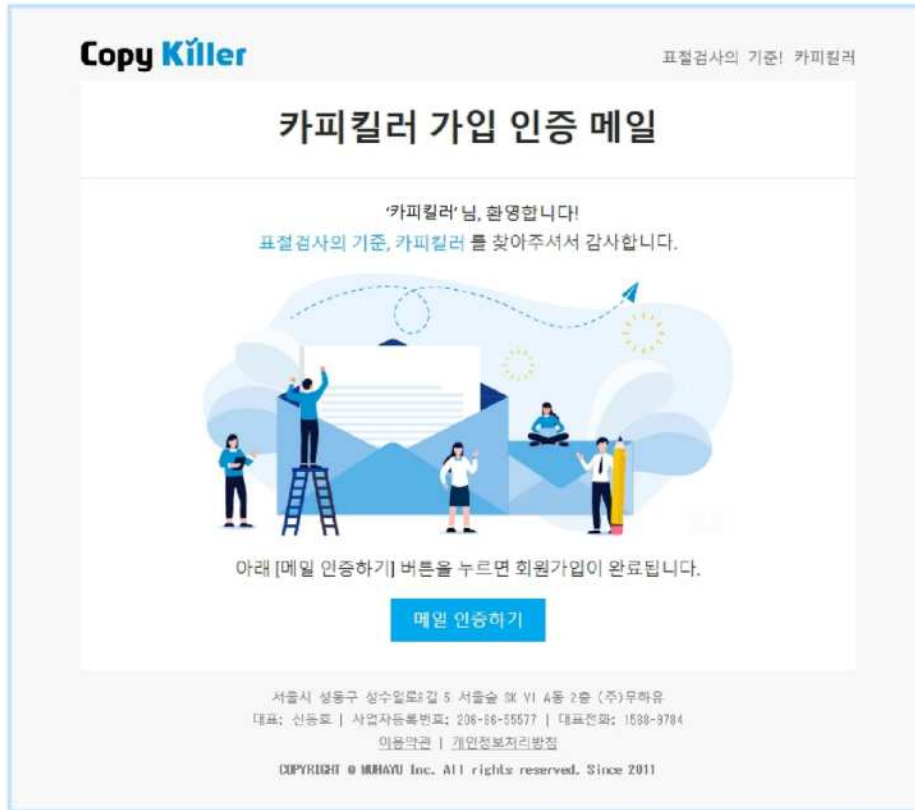 Copy Killer
표절검사의 기준! 카피킬러
카피킬러 가입 인증 메일
'카피킬러' 님, 환영합니다!
표절검사의 기준, 카피킬러 를 찾아주셔서 감사합니다.
아래 [메일 인증하기] 버튼을 누르면 회원가입이 완료됩니다.
메일 인증하기
서울시 성동구 성수일로8길 5 서울숲 SK V1 A동 2층 (주)무하유
대표: 신동호 | 사업자등록번호: 206-86-55577 | 대표전화: 1588-9784
이용약관 | 개인정보처리방침
COPYRIGHT @ MUHAYU Inc. All rights reserved. Since 2011